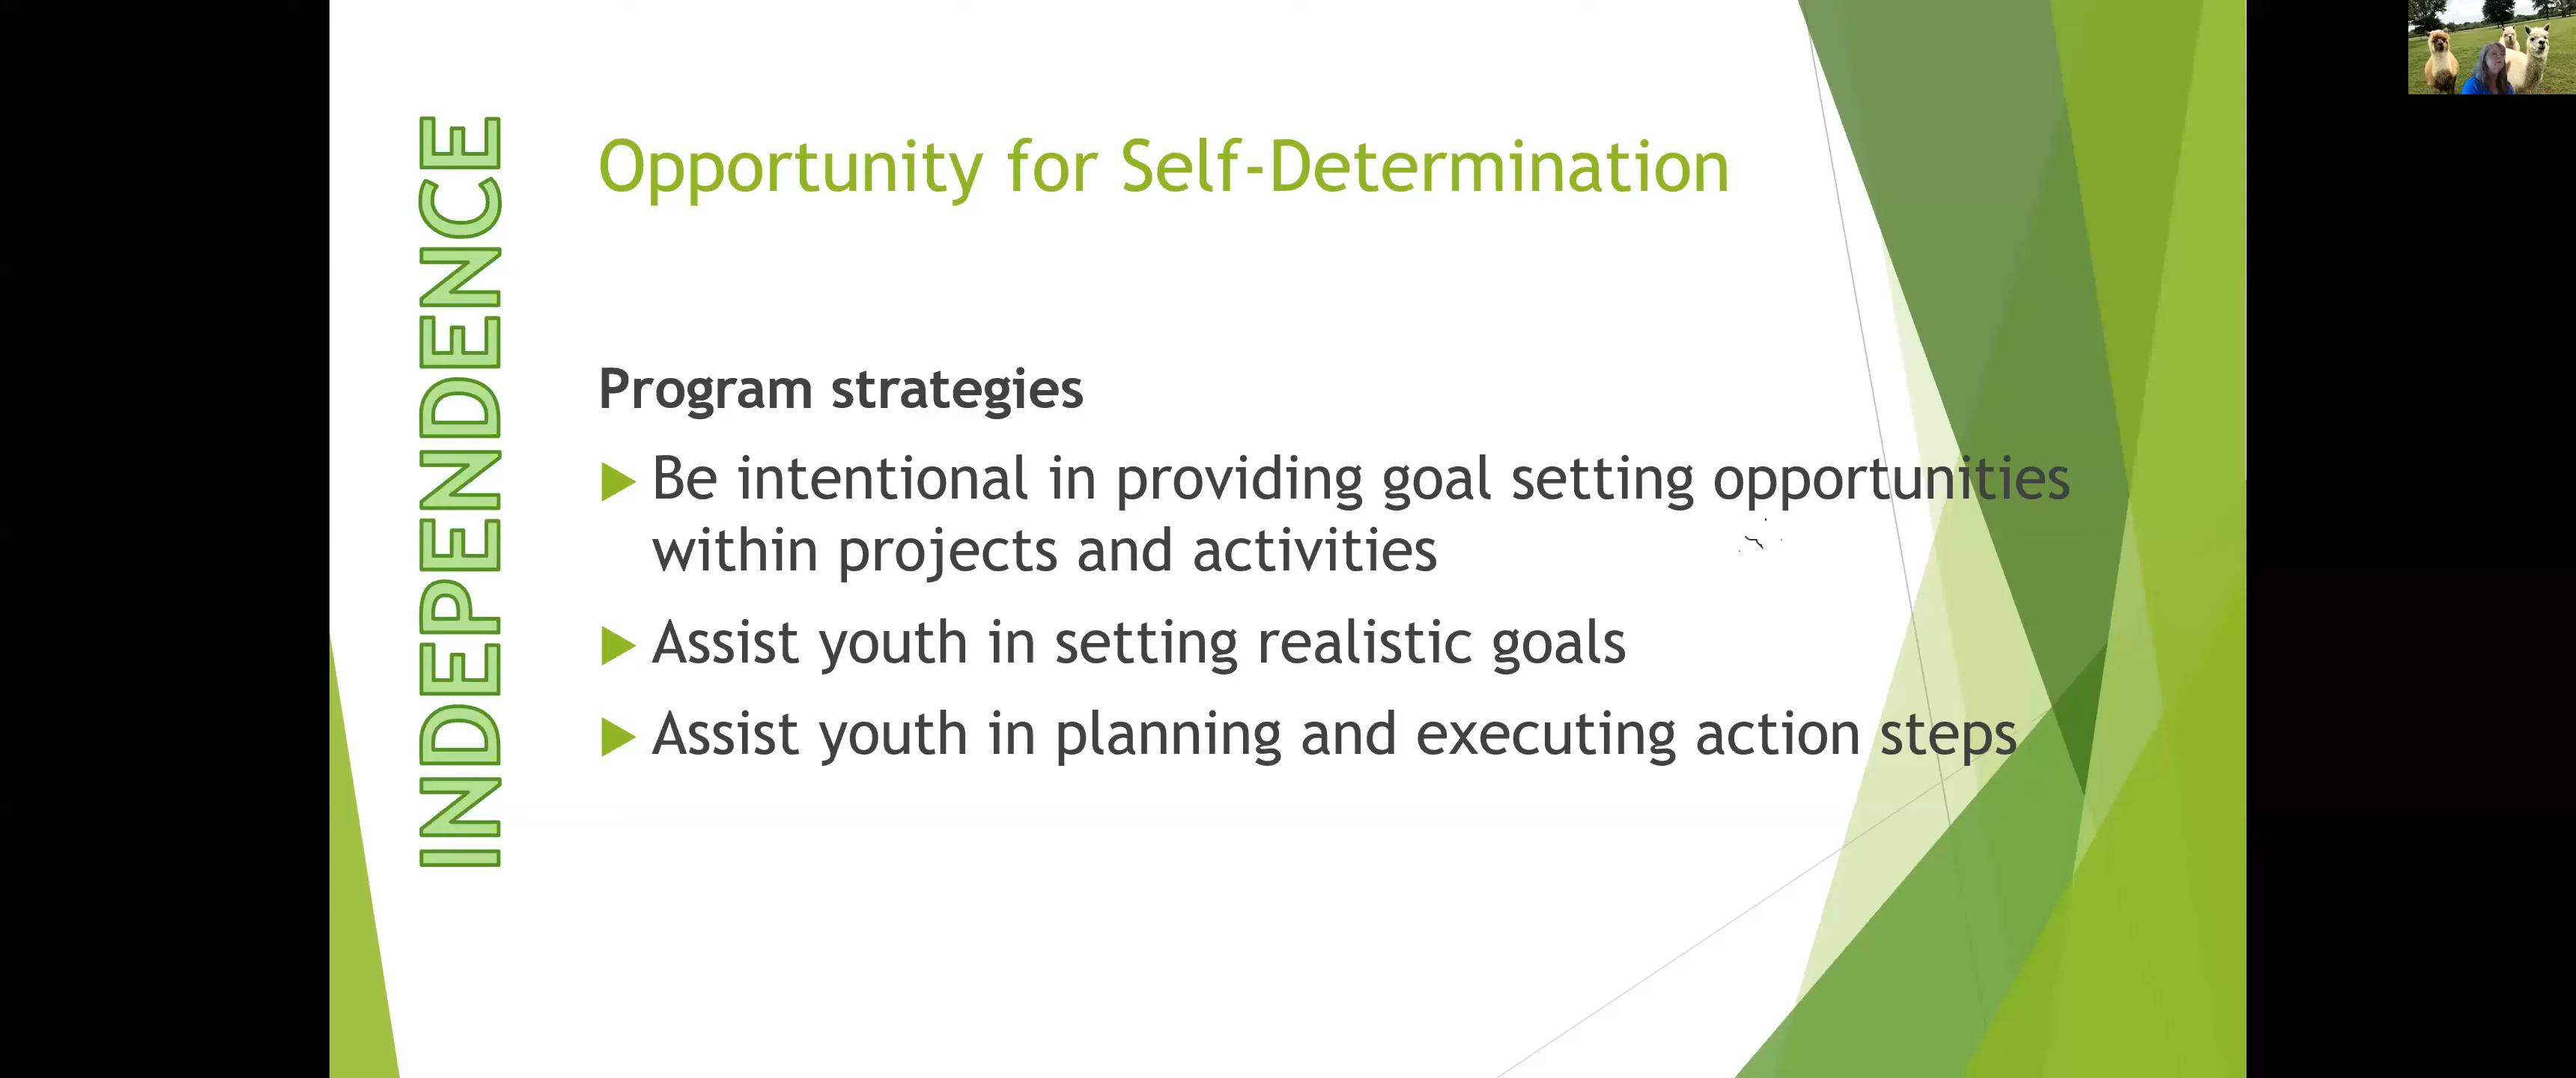 INDEPENDENCE
Opportunity for Self-Determination
Program strategies
Be intentional in providing goal setting opportunities
within projects and activities
Assist youth in setting realistic goals
Assist youth in planning and executing action steps